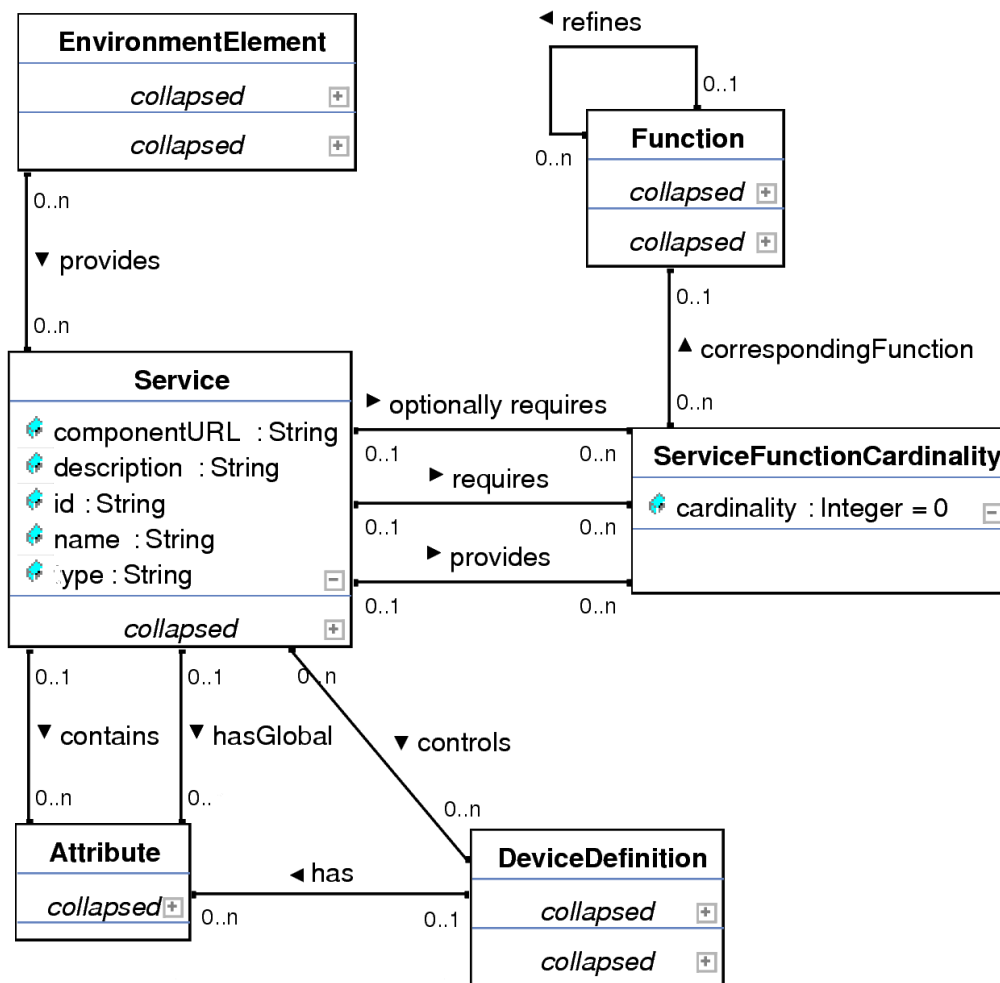 ◄ refines
EnvironmentElement
collapsed
collapsed
0..1
0..n
Function
collapsed
collapsed
0..n
▼ provides
0..n
0..1
▲ correspondingFunction
0..n
Service
componentURL : String
description : String
id : String
name : String
ype : String
collapsed
► optionally requires
0..1
0..n
► requires
0..1
0..n
► provides
0..1
0..n
ServiceFunctionCardinality
cardinality : Integer = 0
0..1
0..1
0..n
▼ contains
▼ hasGlobal
▼ controls
0..n
0..
0..n
Attribute
collapsed
◄ has
0..n
0..1
DeviceDefinition
collapsed
collapsed